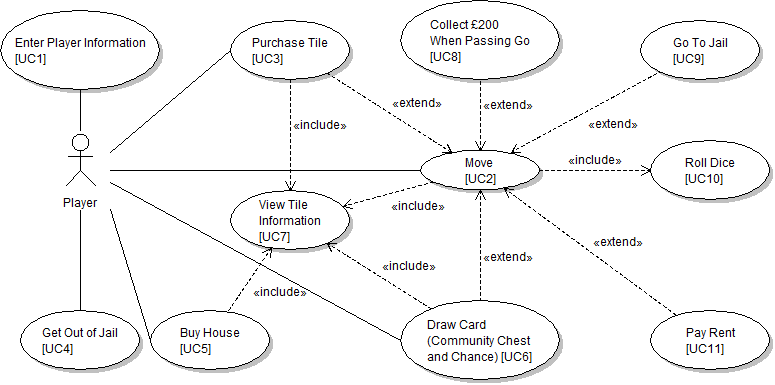 Enter Player Information
[UC1]
Purchase Tile
[UC3]
Collect £200
When Passing Go
[UC8]
Go To Jail
[UC9]
«extend»
«extend»
«extend»
«include»
Player
Move
[UC2]
«include»
Roll Dice
[UC10]
View Tile
Information
[UC7]
«include»
«extend»
«extend»
«include»
«include»
Get Out of Jail
[UC4]
Buy House
[UC5]
Draw Card
(Community Chest
and Chance) [UC6]
Pay Rent
[UC11]